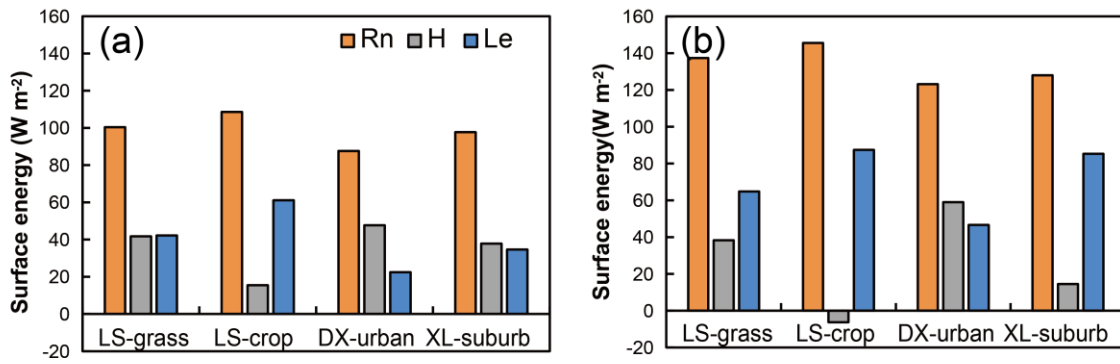 (a)
Rn H Le
Surface energy (W m-2)
160
140
120
100
80
60
40
20
0
-20
LS-grass LS-crop DX-urban XL-suburb
(b)
Surface energy(W m-2)
160
140
120
100
80
60
40
20
0
-20
LS-grass LS-crop DX-urban XL-suburb